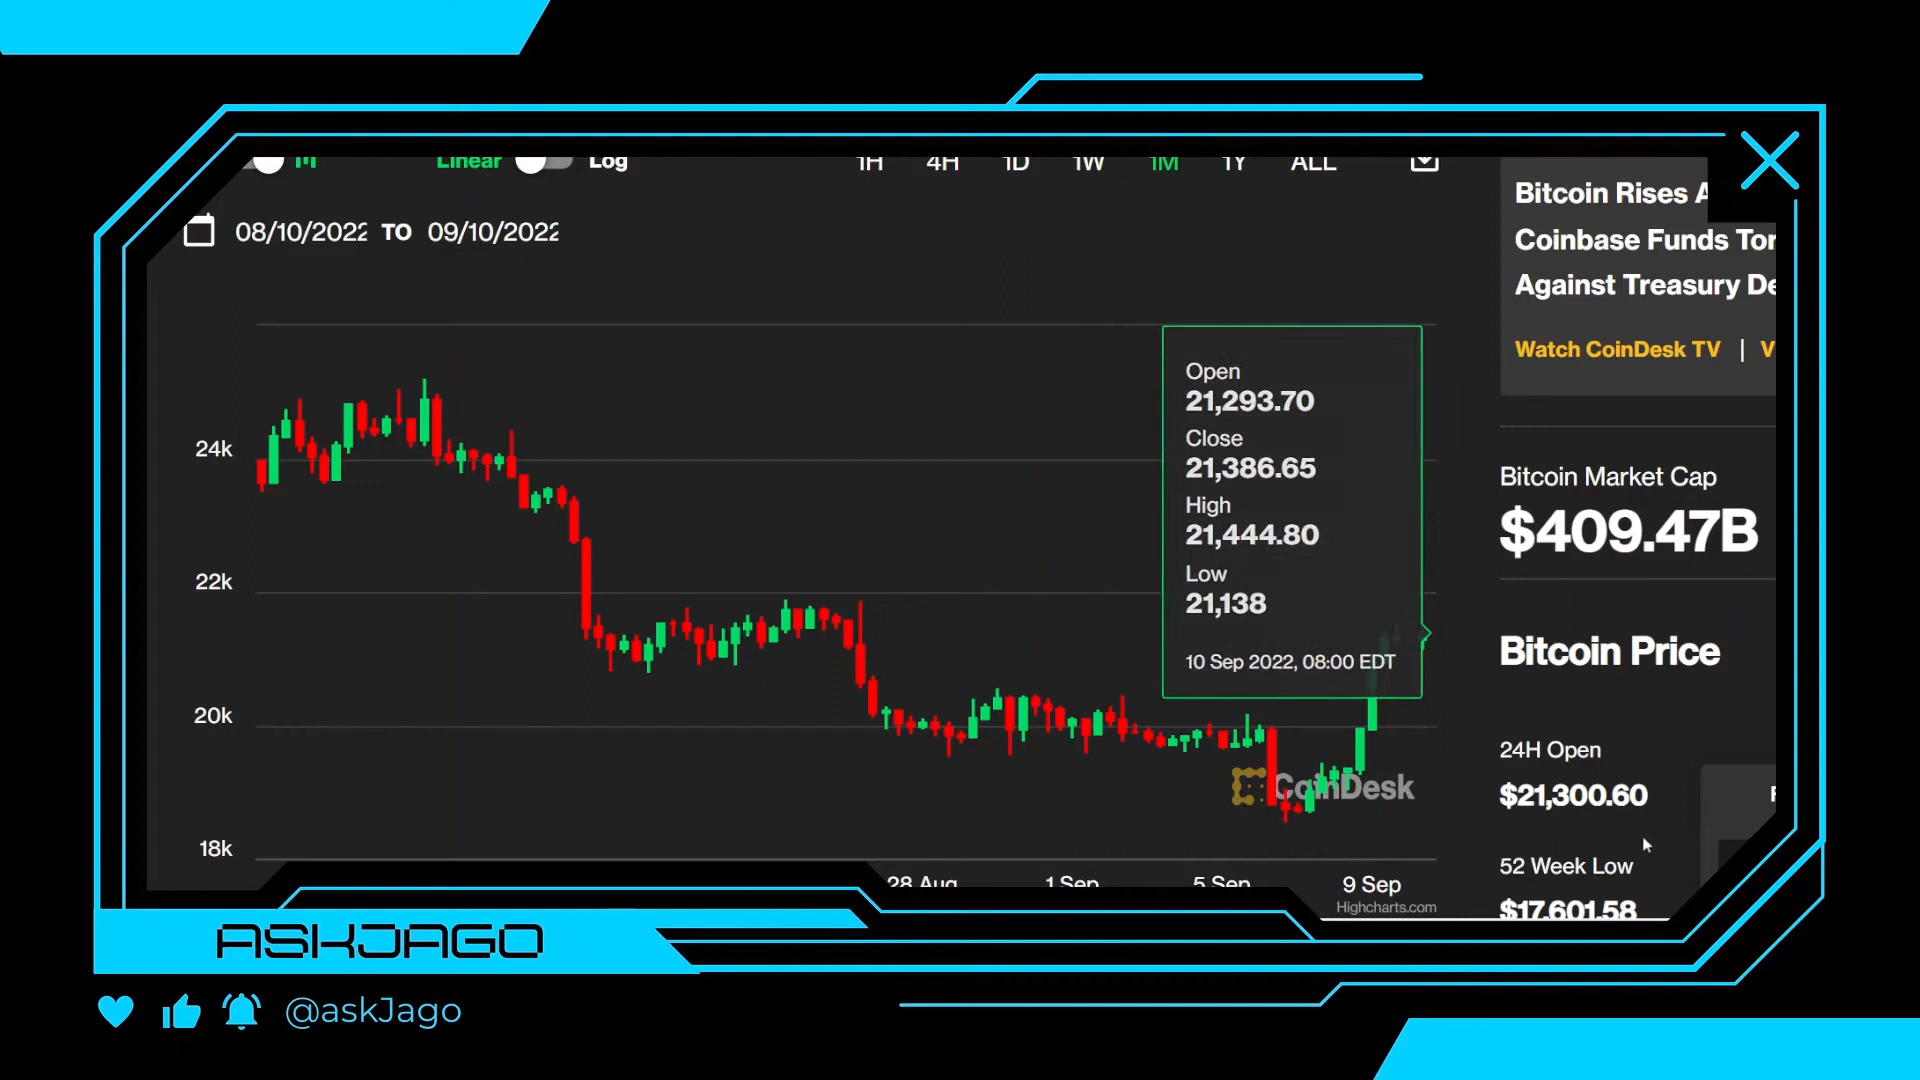 Linear Log
1H 4H 1D 1W 1M 1Y ALL
08/10/2022 TO 09/10/2022
24k
22k
20k
18k
Open
21,293.70
Close
21,386.65
High
21,444.80
Low
21,138
10 Sep 2022, 08:00 EDT
CoinDesk
28 Aug 1 Sep 5 Sep 9 Sep
Highcharts.com
Bitcoin Rises A
Coinbase Funds Tor
Against Treasury De
Watch CoinDesk TV | V
Bitcoin Market Cap
$409.47B
Bitcoin Price
24H Open
$21,300.60
52 Week Low
$17,601.58
ASKJAGO
@askJago